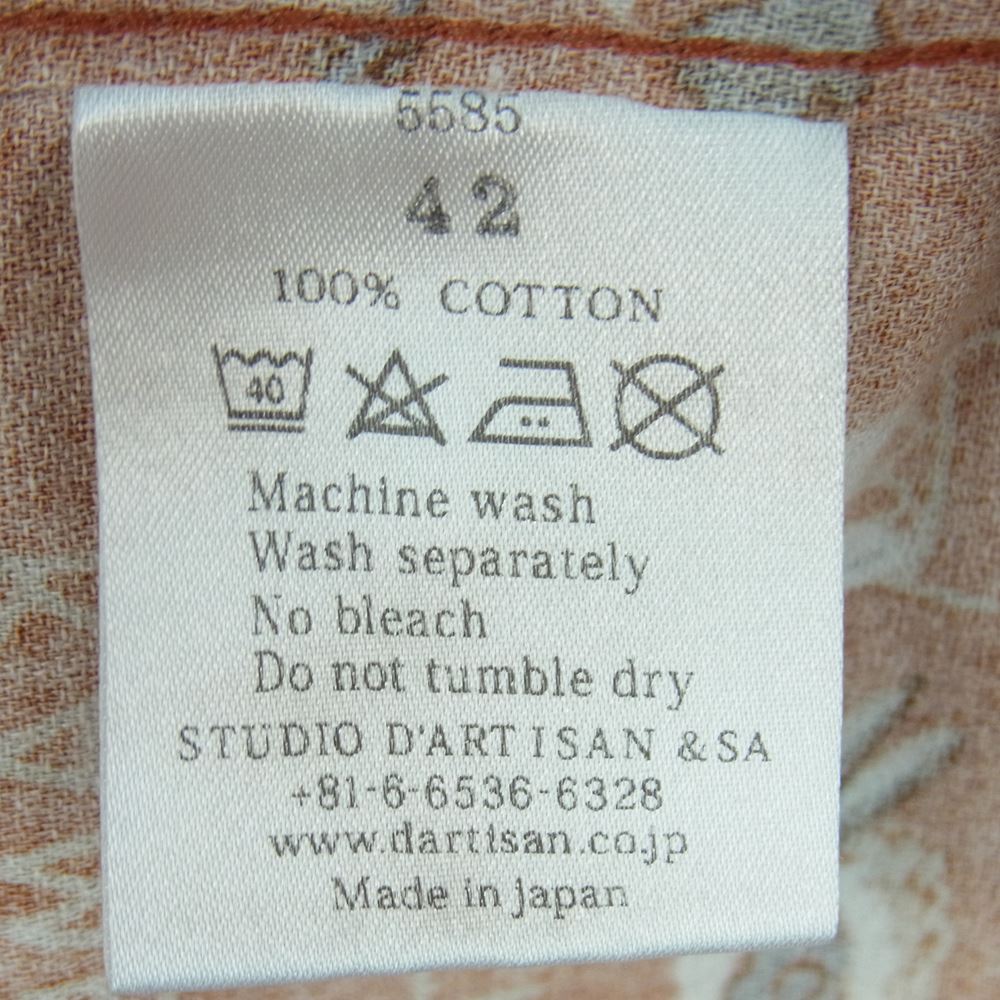 5585
42
100% COTTON
40
Machine wash
Wash separately
No bleach
Do not tumble dry
STUDIO D'ARTISAN & SA
+81-6-6536-6328
www.dartisan.co.jp
Made in japan